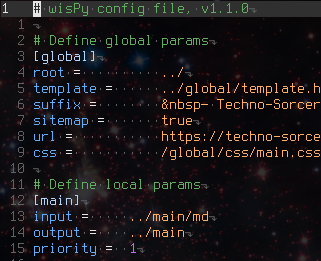 1 # wisPy config file, v1.1.0
1
2 # Define global params
3 [global]
4 root = ../
5 template = ../global/template.h
6 suffix = &nbsp- Techno-Sorcer
7 sitemap = true
8 url = https://techno-sorce
9 css = /global/css/main.css
10
11 # Define local params
12 [main]
13 input = ../main/md
14 output = ../main
15 priority = 1